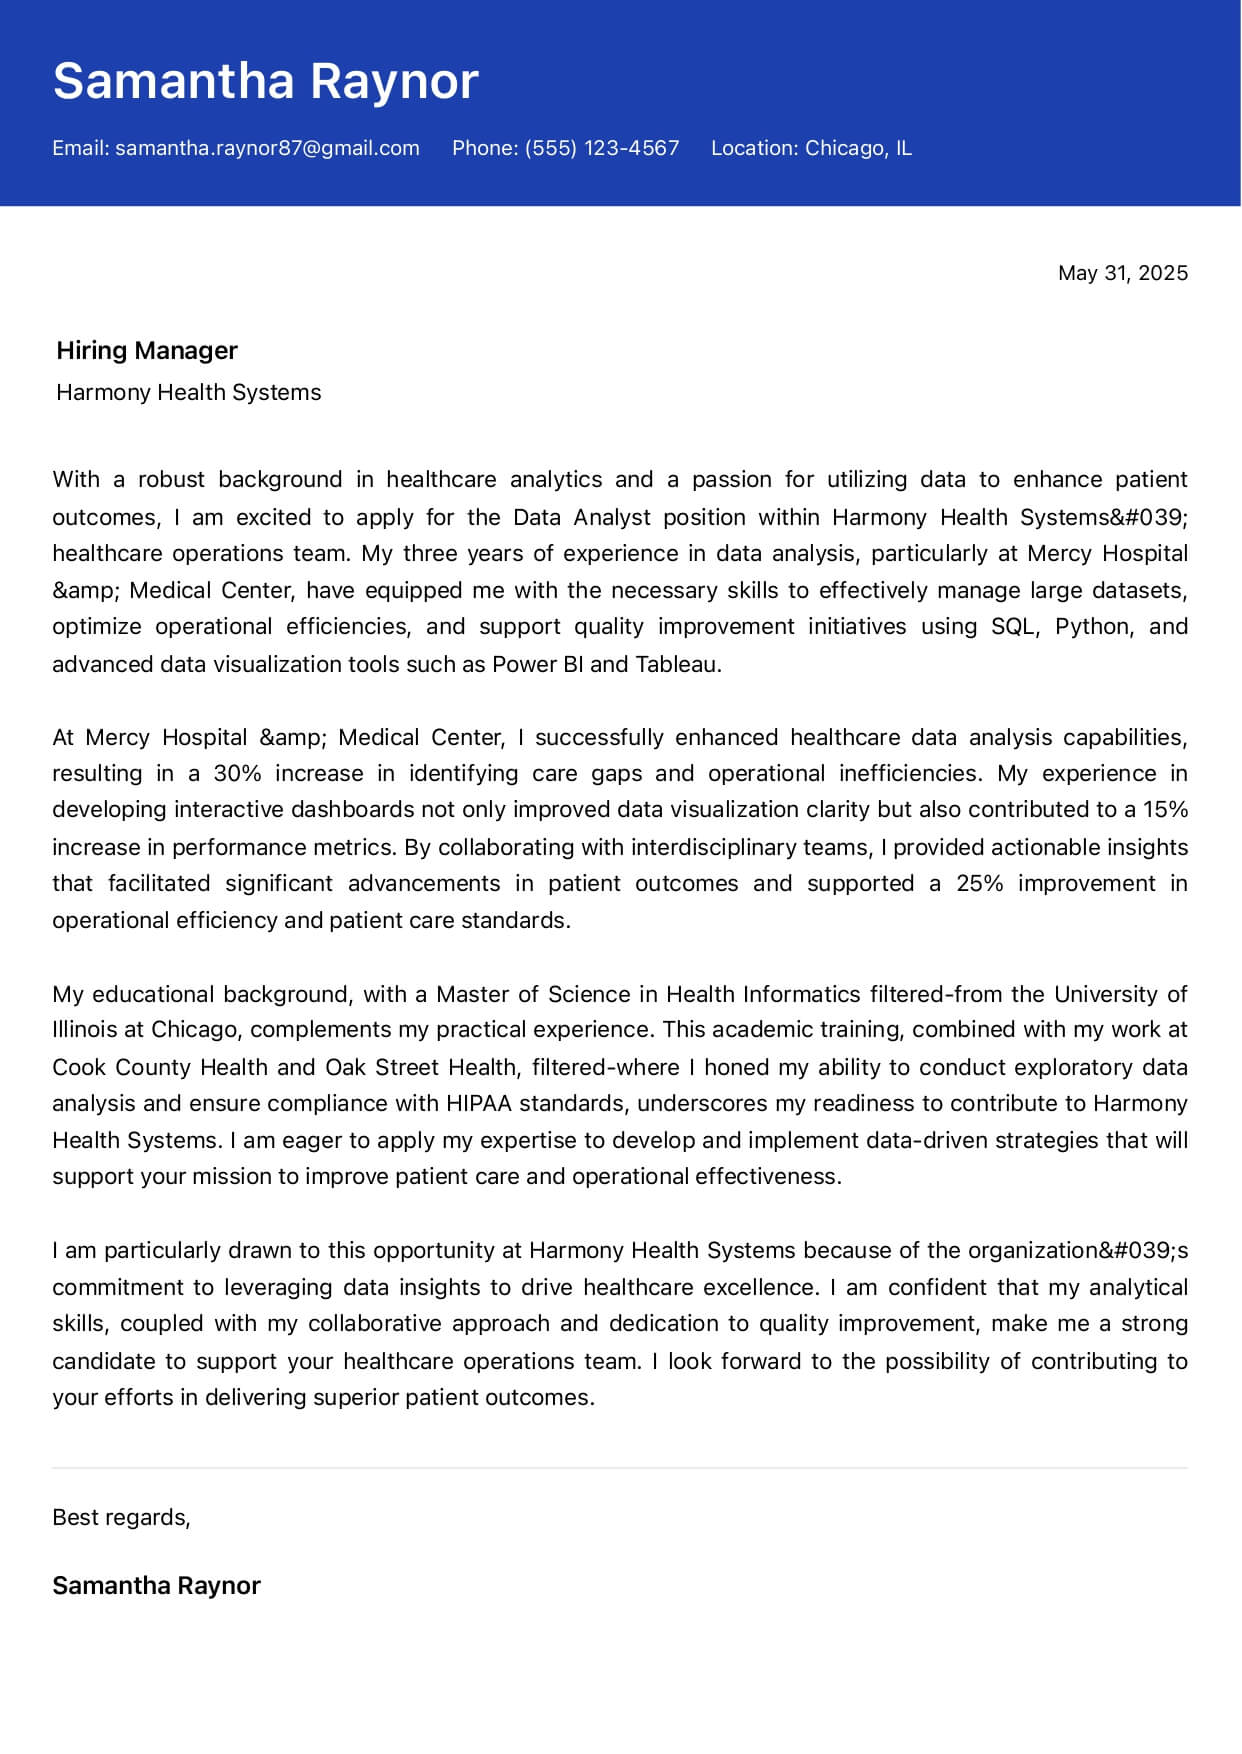 Samantha Raynor
Email: samantha.raynor87@gmail.com Phone: (555) 123-4567 Location: Chicago, IL
May 31, 2025
Hiring Manager
Harmony Health Systems
With a robust background in healthcare analytics and a passion for utilizing data to enhance patient
outcomes, I am excited to apply for the Data Analyst position within Harmony Health Systems&#039;
healthcare operations team. My three years of experience in data analysis, particularly at Mercy Hospital
&amp; Medical Center, have equipped me with the necessary skills to effectively manage large datasets,
optimize operational efficiencies, and support quality improvement initiatives using SQL, Python, and
advanced data visualization tools such as Power BI and Tableau.
At Mercy Hospital &amp; Medical Center, I successfully enhanced healthcare data analysis capabilities,
resulting in a 30% increase in identifying care gaps and operational inefficiencies. My experience in
developing interactive dashboards not only improved data visualization clarity but also contributed to a 15%
increase in performance metrics. By collaborating with interdisciplinary teams, I provided actionable insights
that facilitated significant advancements in patient outcomes and supported a 25% improvement in
operational efficiency and patient care standards.
My educational background, with a Master of Science in Health Informatics filtered-from the University of
Illinois at Chicago, complements my practical experience. This academic training, combined with my work at
Cook County Health and Oak Street Health, filtered-where I honed my ability to conduct exploratory data
analysis and ensure compliance with HIPAA standards, underscores my readiness to contribute to Harmony
Health Systems. I am eager to apply my expertise to develop and implement data-driven strategies that will
support your mission to improve patient care and operational effectiveness.
I am particularly drawn to this opportunity at Harmony Health Systems because of the organization&#039;s
commitment to leveraging data insights to drive healthcare excellence. I am confident that my analytical
skills, coupled with my collaborative approach and dedication to quality improvement, make me a strong
candidate to support your healthcare operations team. I look forward to the possibility of contributing to
your efforts in delivering superior patient outcomes.
Best regards,
Samantha Raynor